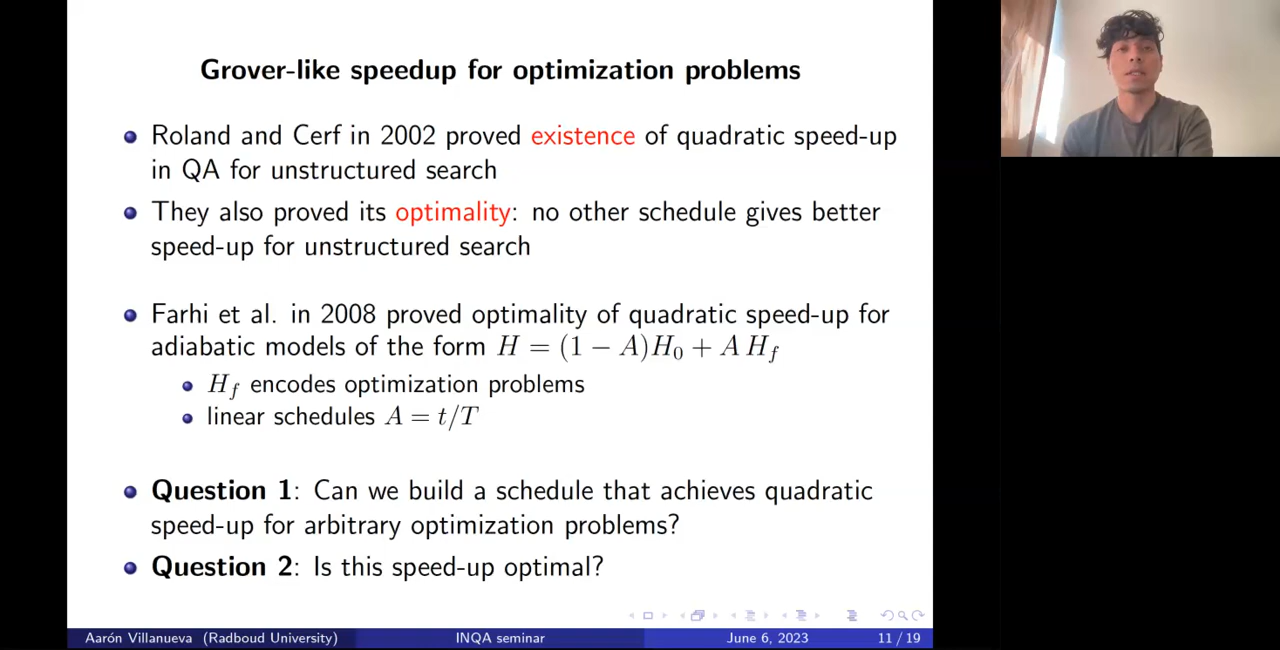 Grover-like speedup for optimization problems
Roland and Cerf in 2002 proved existence of quadratic speed-up
in QA for unstructured search
They also proved its optimality: no other schedule gives better
speed-up for unstructured search
Farhi et al. in 2008 proved optimality of quadratic speed-up for
adiabatic models of the form H = (1 − A)H₀ + A H_f
H_f encodes optimization problems
linear schedules A = t/T
Question 1: Can we build a schedule that achieves quadratic
speed-up for arbitrary optimization problems?
Question 2: Is this speed-up optimal?
Aarón Villanueva (Radboud University) INQA seminar June 6, 2023 11 / 19